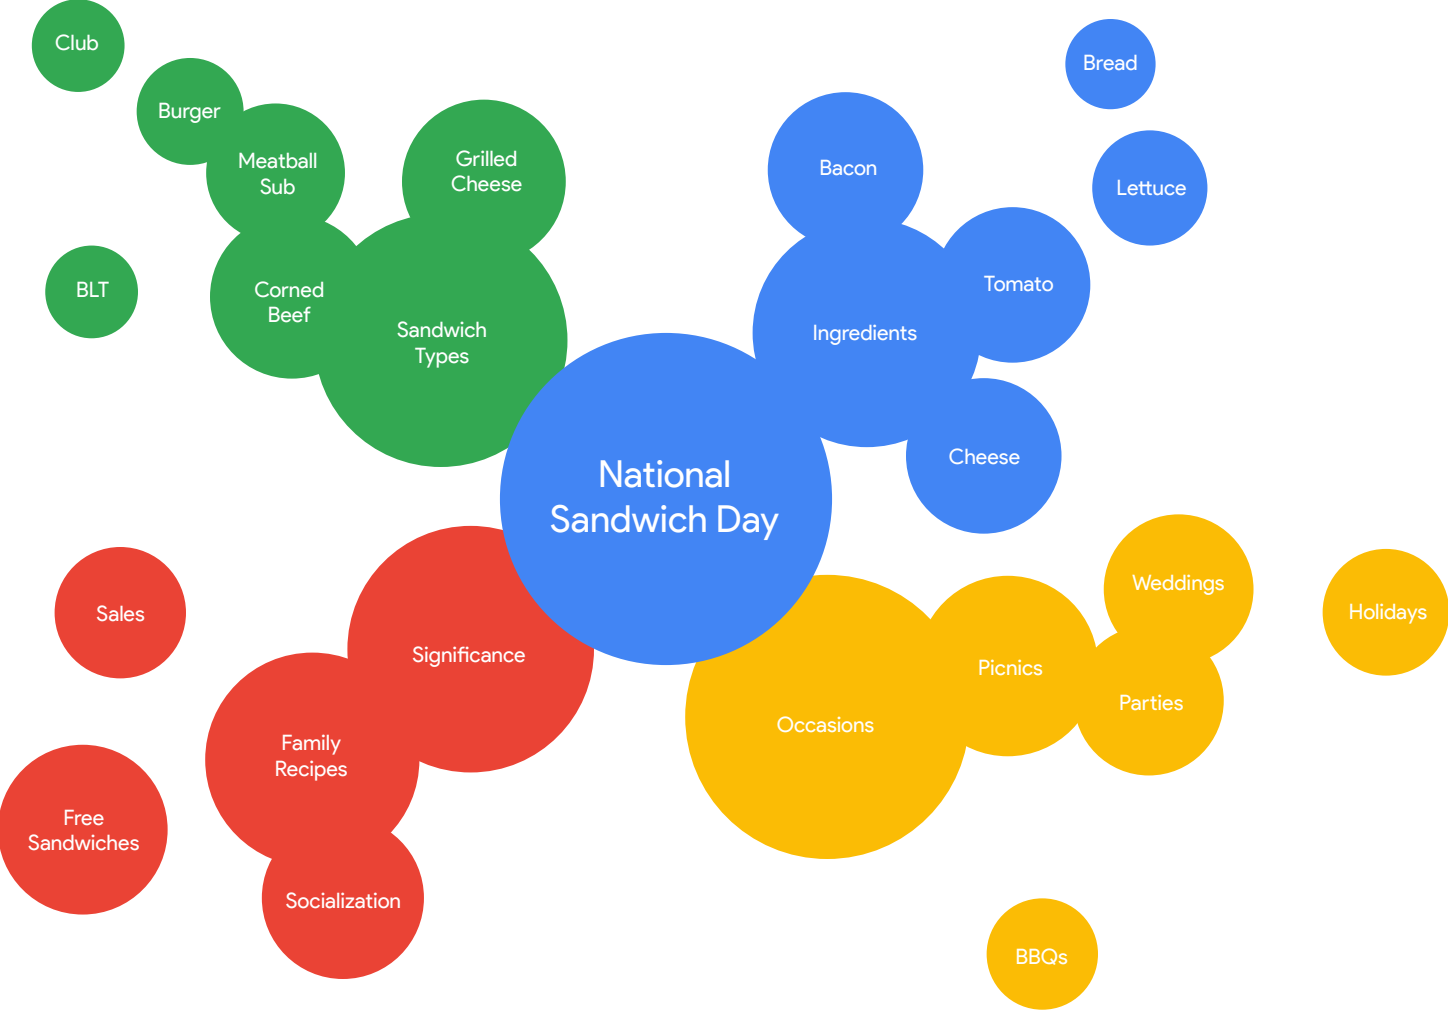 Club
Burger
Meatball
Sub
Grilled
Cheese
BLT
Corned
Beef
Sandwich
Types
Bread
Bacon
Lettuce
Tomato
Ingredients
Cheese
National
Sandwich Day
Sales
Significance
Family
Recipes
Free
Sandwiches
Socialization
Weddings
Holidays
Picnics
Parties
Occasions
BBQs